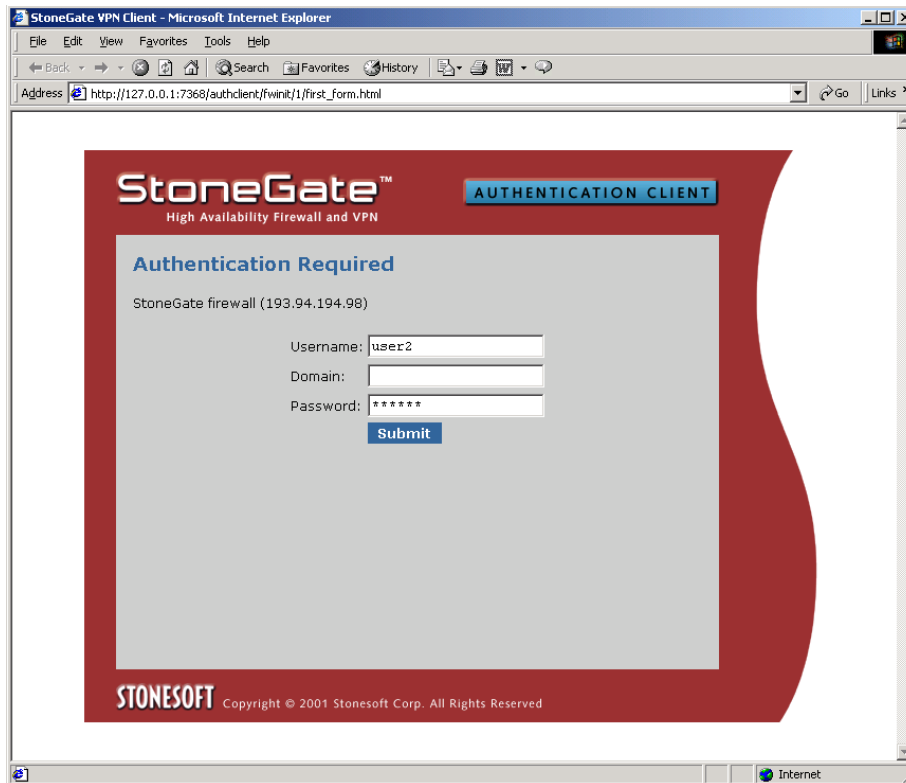 StoneGate VPN Client - Microsoft Internet Explorer
File Edit View Favorites Tools Help
Back Search Favorites History
Address http://127.0.0.1:7368/authclient/fwinit/1/first_form.html Go Links
StoneGate™ AUTHENTICATION CLIENT
High Availability Firewall and VPN
Authentication Required
StoneGate firewall (193.94.194.98)
Username: user2
Domain:
Password: ******
Submit
STONESOFT Copyright © 2001 Stonesoft Corp. All Rights Reserved
Internet